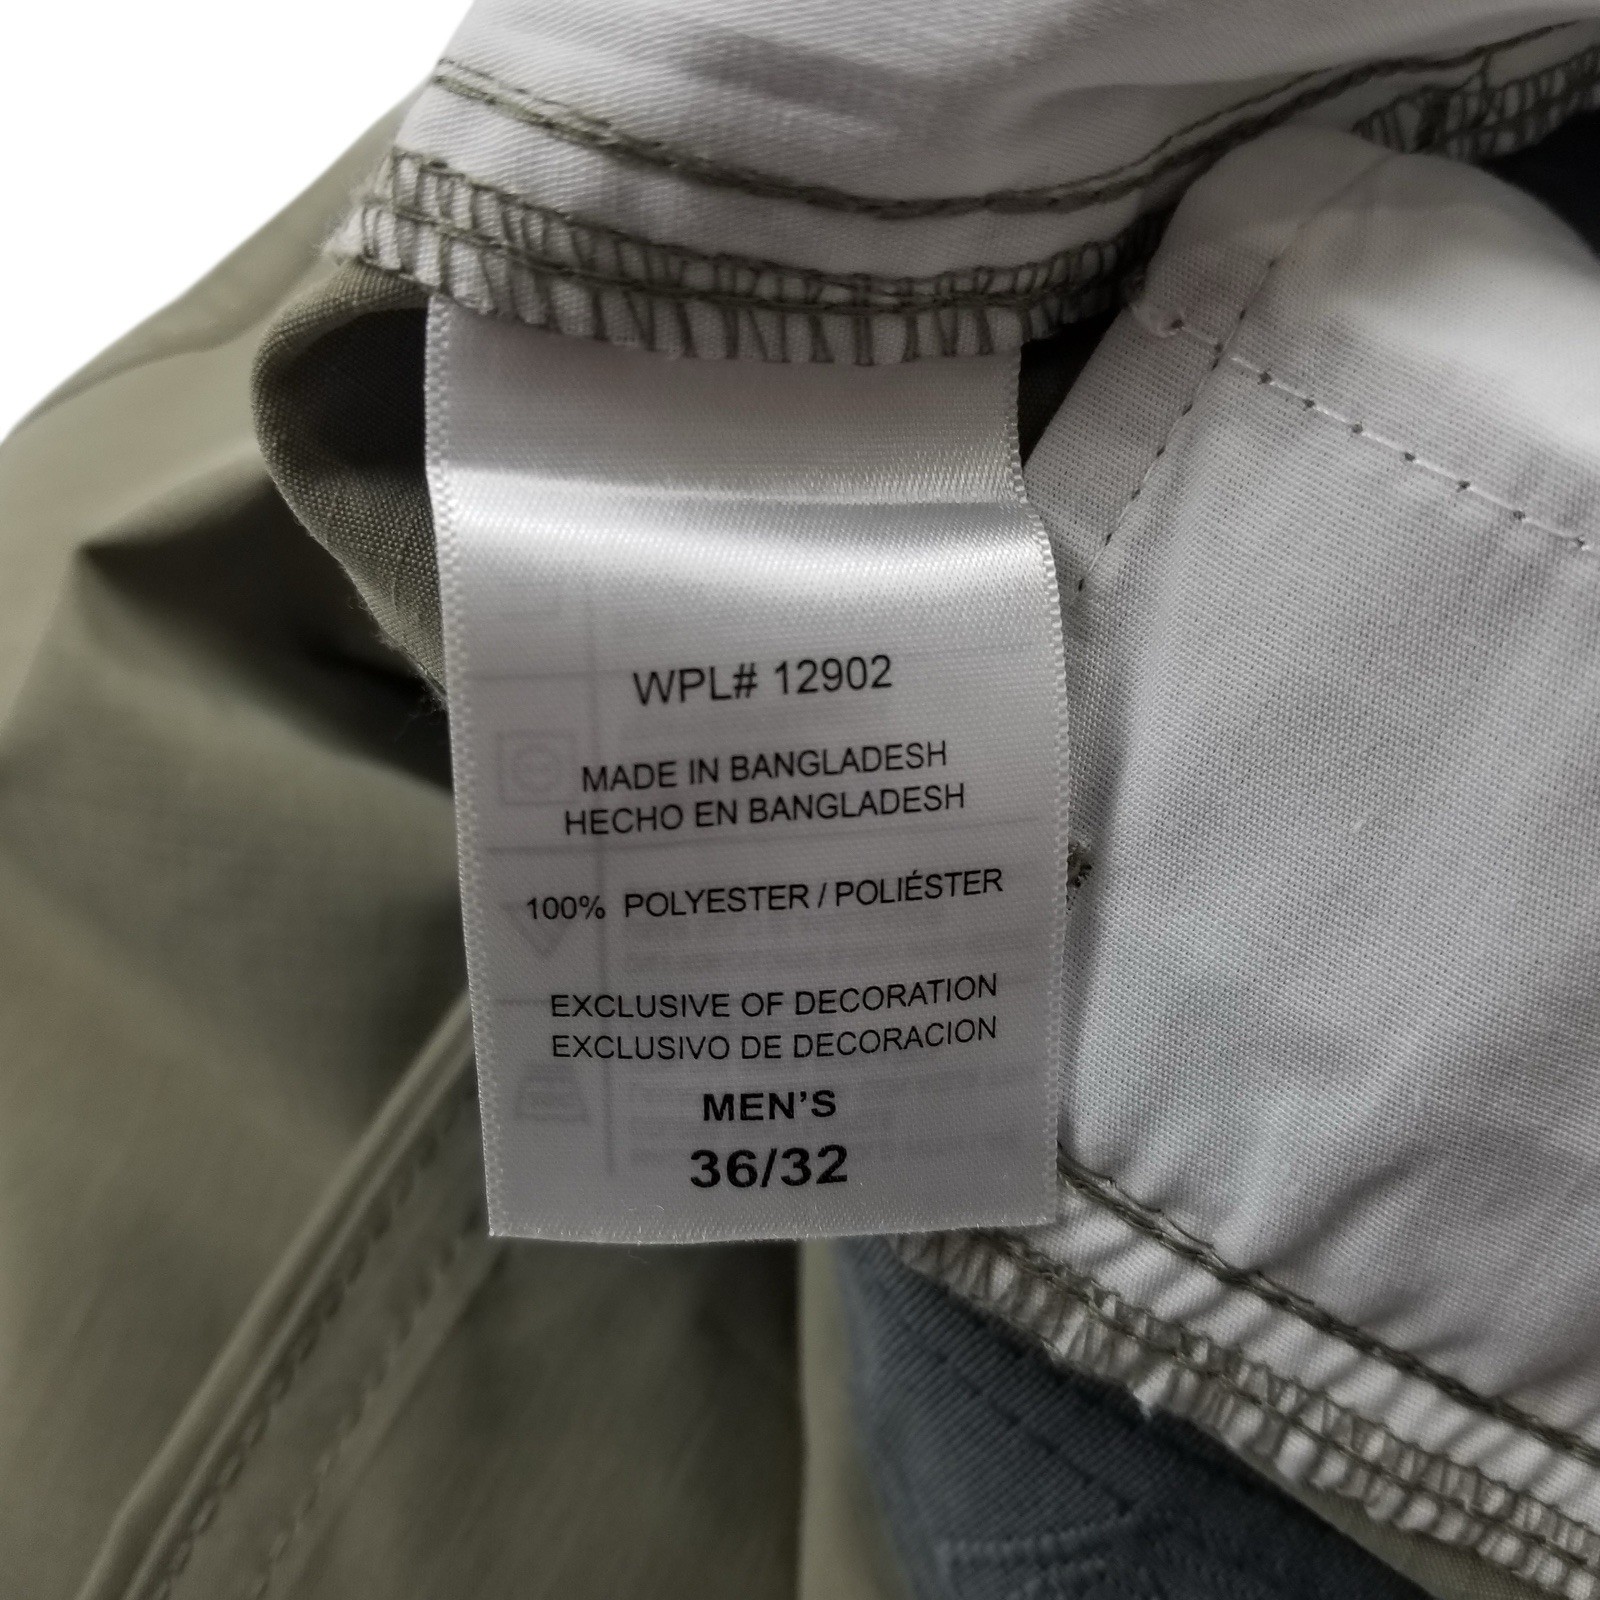 WPL# 12902
MADE IN BANGLADESH
HECHO EN BANGLADESH
100% POLYESTER / POLIÉSTER
EXCLUSIVE OF DECORATION
EXCLUSIVO DE DECORACION
MEN'S
36/32